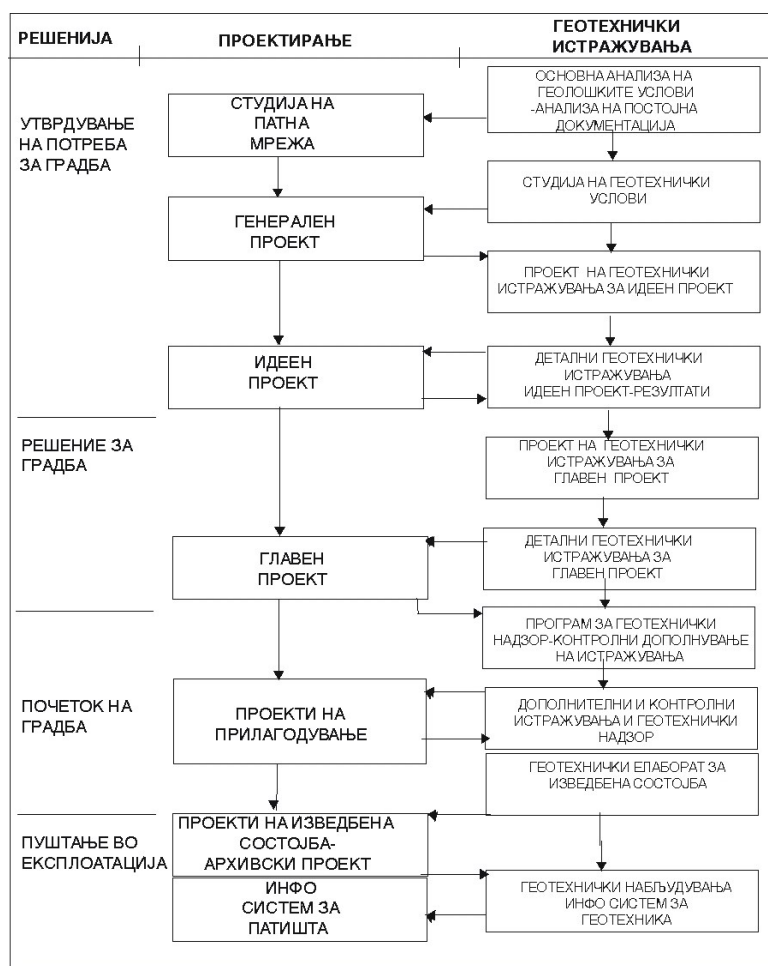 РЕШЕНИЈА
ПРОЕКТИРАЊЕ
ГЕОТЕХНИЧКИ
ИСТРАЖУВАЊА
УТВРДУВАЊЕ
НА ПОТРЕБА
ЗА ГРАДБА
СТУДИЈА НА
ПАТНА
МРЕЖА
ОСНОВНА АНАЛИЗА НА
ГЕОЛОШКИТЕ УСЛОВИ
-АНАЛИЗА НА ПОСТОЈНА
ДОКУМЕНТАЦИЈА
СТУДИЈА НА ГЕОТЕХНИЧКИ
УСЛОВИ
ГЕНЕРАЛЕН
ПРОЕКТ
ПРОЕКТ НА ГЕОТЕХНИЧКИ
ИСТРАЖУВАЊА ЗА ИДЕЕН ПРОЕКТ
ИДЕЕН
ПРОЕКТ
ДЕТАЛНИ ГЕОТЕХНИЧКИ
ИСТРАЖУВАЊА
ИДЕЕН ПРОЕКТ-РЕЗУЛТАТИ
РЕШЕНИЕ ЗА
ГРАДБА
ПРОЕКТ НА ГЕОТЕХНИЧКИ
ИСТРАЖУВАЊА ЗА
ГЛАВЕН ПРОЕКТ
ГЛАВЕН
ПРОЕКТ
ДЕТАЛНИ ГЕОТЕХНИЧКИ
ИСТРАЖУВАЊА ЗА
ГЛАВЕН ПРОЕКТ
ПРОГРАМ ЗА ГЕОТЕХНИЧКИ
НАДЗОР-КОНТРОЛНИ ДОПОЛНУВАЊЕ
НА ИСТРАЖУВАЊА
ПОЧЕТОК НА
ГРАДБА
ПРОЕКТИ НА
ПРИЛАГОДУВАЊЕ
ДОПОЛНИТЕЛНИ И КОНТРОЛНИ
ИСТРАЖУВАЊА И ГЕОТЕХНИЧКИ
НАДЗОР
ГЕОТЕХНИЧКИ ЕЛАБОРАТ ЗА
ИЗВЕДБЕНА СОСТОЈБА
ПУШТАЊЕ ВО
ЕКСПЛОАТАЦИЈА
ПРОЕКТИ НА ИЗВЕДБЕНА
СОСТОЈБА-
АРХИВСКИ ПРОЕКТ
ИНФО
СИСТЕМ ЗА
ПАТИШТА
ГЕОТЕХНИЧКИ НАБЉУДУВАЊА
ИНФО СИСТЕМ ЗА
ГЕОТЕХНИКА